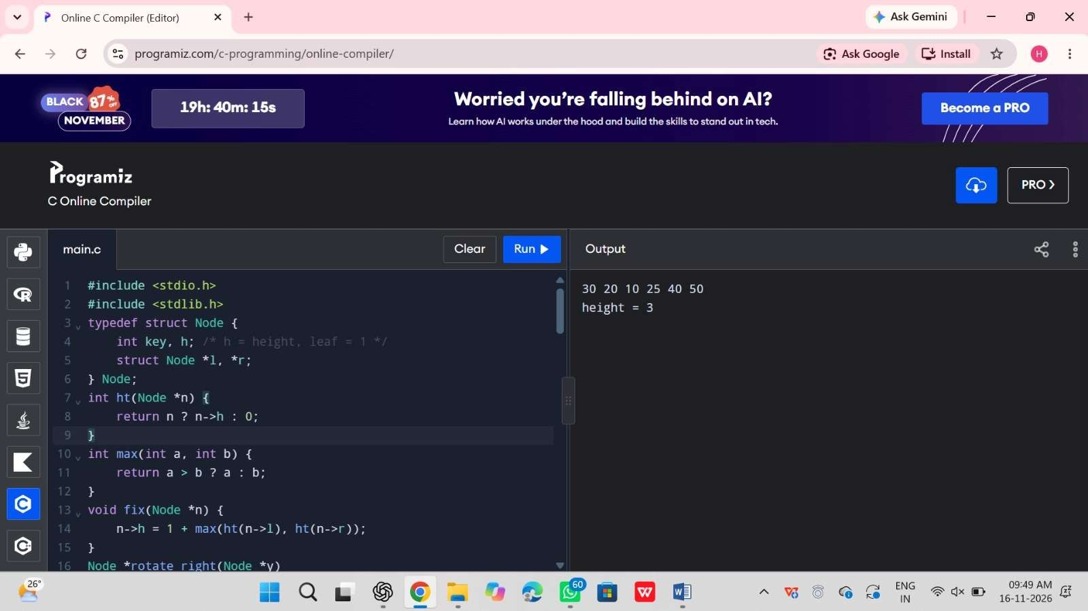 Online C Compiler (Editor)
Ask Gemini
programiz.com/c-programming/online-compiler/
Ask Google
Install
H
BLACK 87%
NOVEMBER
19h: 40m: 15s
Worried you’re falling behind on AI?
Learn how AI works under the hood and build the skills to stand out in tech.
Become a PRO
Programiz
C Online Compiler
PRO
main.c
Clear
Run
Output
1 #include <stdio.h>
2 #include <stdlib.h>
3 typedef struct Node {
4 int key, h; /* h = height, leaf = 1 */
5 struct Node *l, *r;
6 } Node;
7 int ht(Node *n) {
8 return n ? n->h : 0;
9 }
10 int max(int a, int b) {
11 return a > b ? a : b;
12 }
13 void fix(Node *n) {
14 n->h = 1 + max(ht(n->l), ht(n->r));
15 }
16 Node *rotate_right(Node *y)
30 20 10 25 40 50
height = 3
26°
60
ENG
IN
09:49 AM
16-11-2026